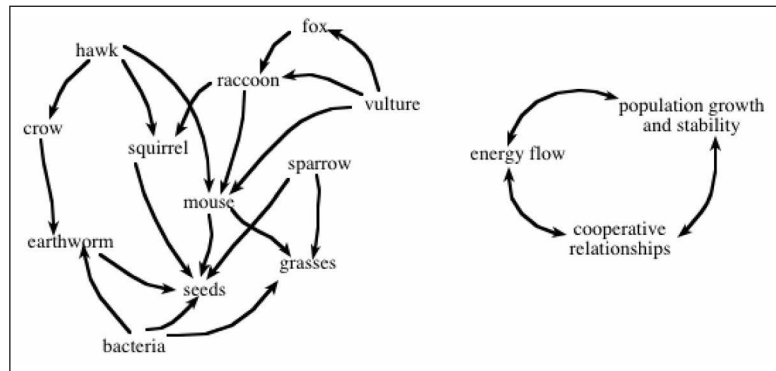 fox
hawk
raccoon
vulture
crow
squirrel
sparrow
mouse
earthworm
grasses
seeds
bacteria
population growth
and stability
energy flow
cooperative
relationships